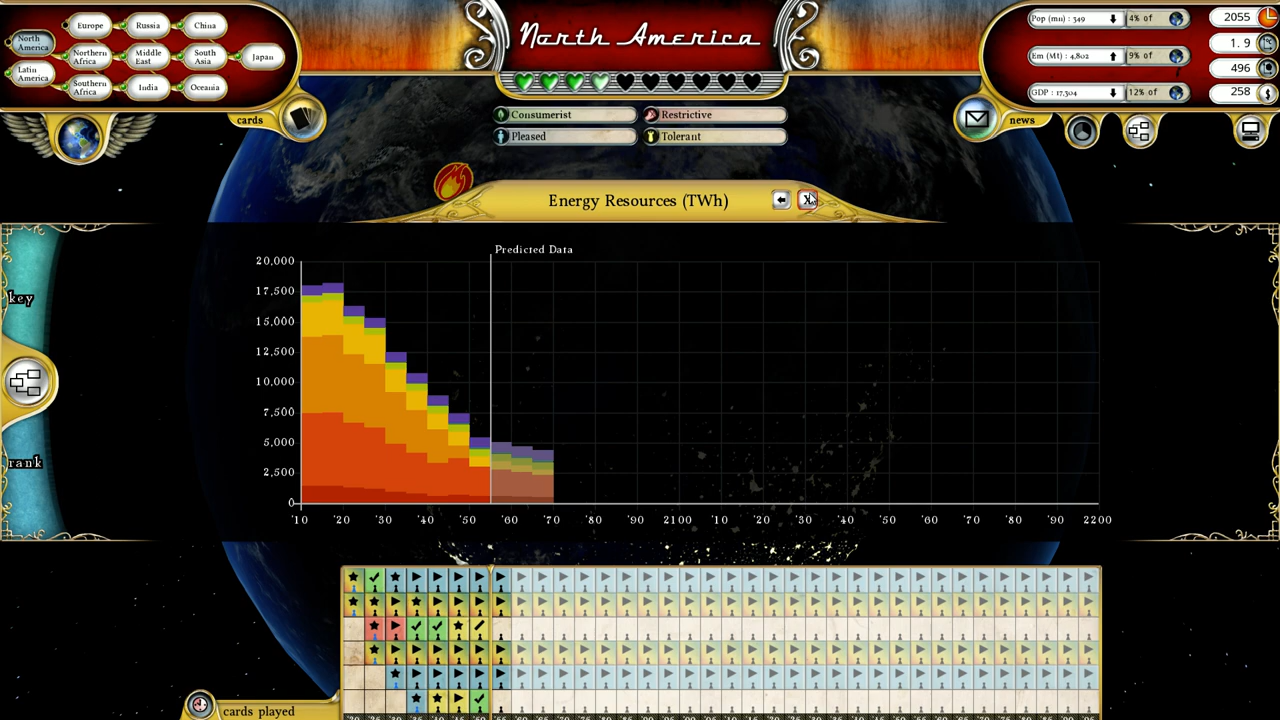 North America
Europe
Russia
China
Northern Africa
Middle East
South Asia
Japan
Latin America
Southern Africa
India
Oceania
cards
North America
Consumerist
Restrictive
Pleased
Tolerant
Pop (mn) : 349
4% of
Em (Mt) : 4,802
9% of
GDP : 17,304
12% of
2055
1. 9
496
258
news
Energy Resources (TWh)
X
key
rank
Predicted Data
20,000
17,500
15,000
12,500
10,000
7,500
5,000
2,500
0
'10 '20 '30 '40 '50 '60 '70 '80 '90 2100 '10 '20 '30 '40 '50 '60 '70 '80 '90 2200
cards played